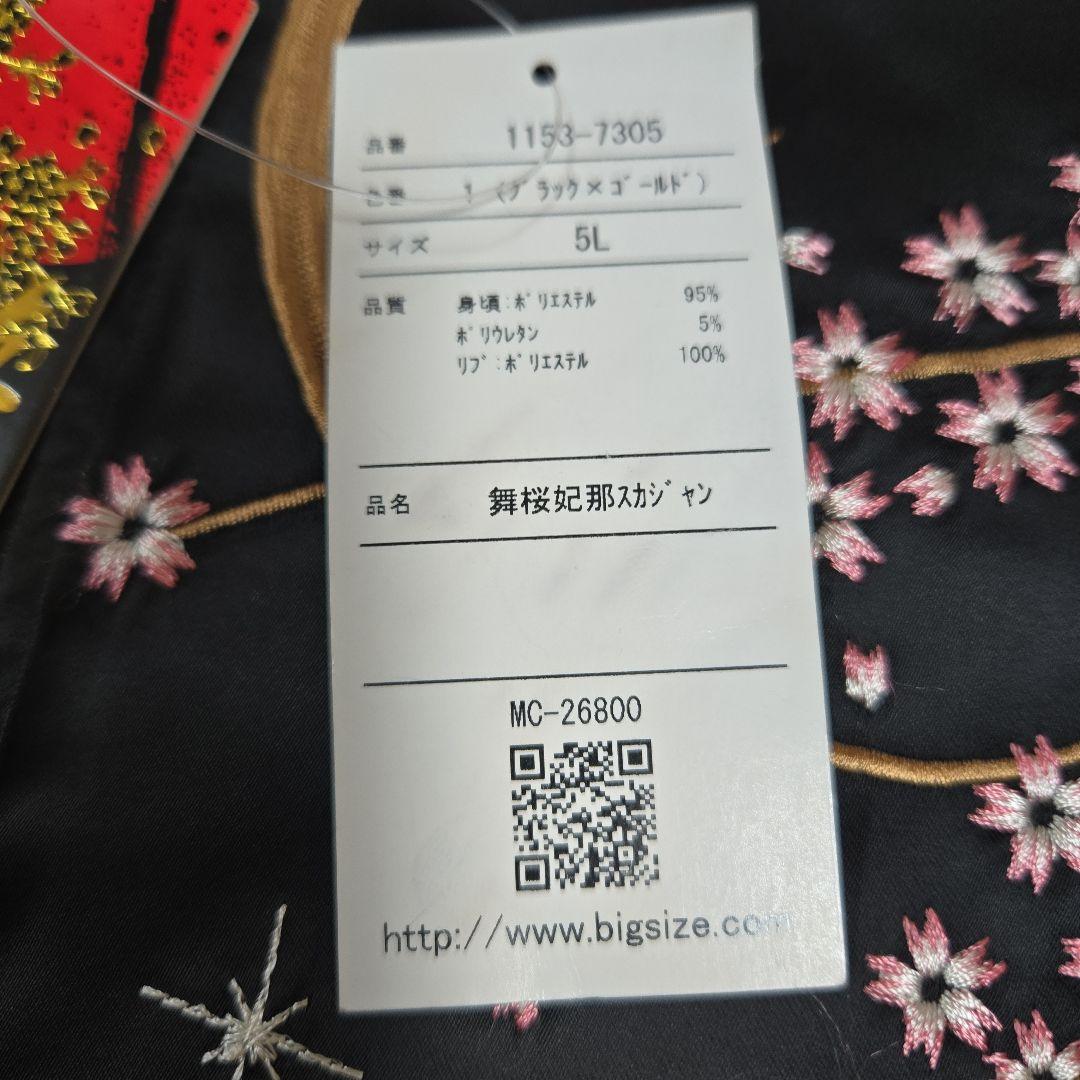 品番 1153-7305
色番 1 (ブラック×ゴールド)
サイズ 5L
品質 身頃:ポリエステル 95%
ポリウレタン 5%
リブ:ポリエステル 100%
品名 舞桜妃那スカジャン
MC-26800
http://www.bigsize.com